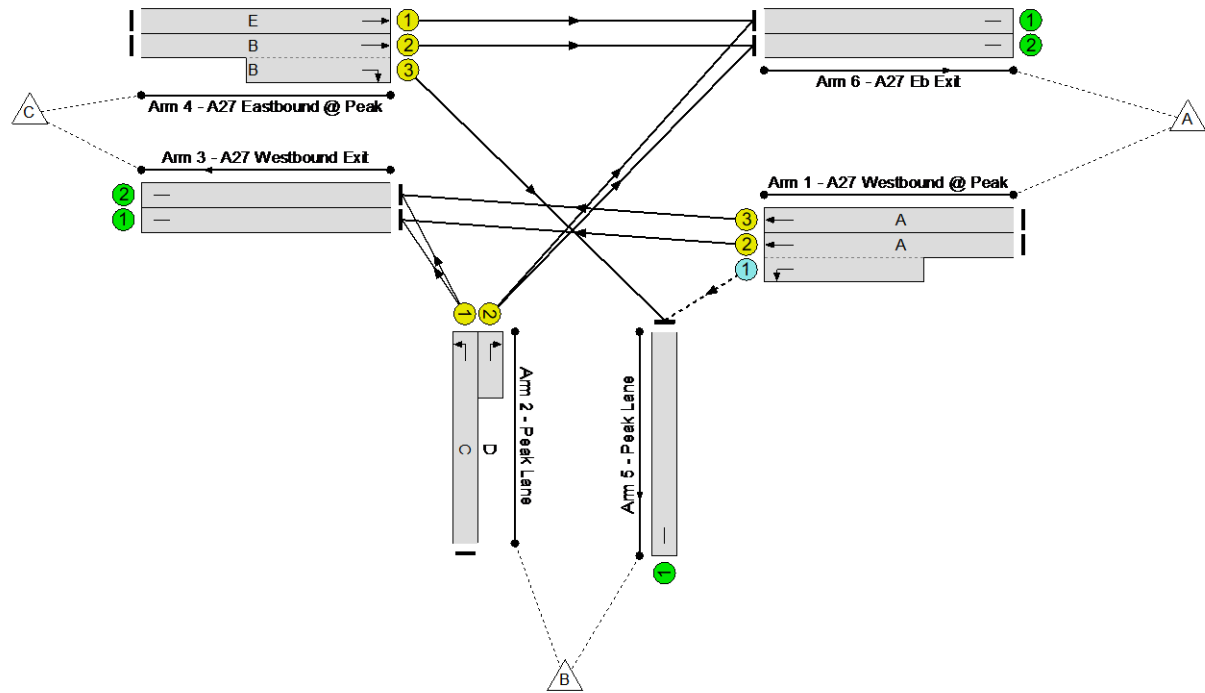 E 1 1
B 2 2
B 3
Arm 4 - A27 Eastbound @ Peak
Arm 6 - A27 Eb Exit
C
A
Arm 3 - A27 Westbound Exit
Arm 1 - A27 Westbound @ Peak
2
1
3 A
2 A
1
1 2
C D
Arm 2 - Peak Lane
Arm 5 - Peak Lane
1
B